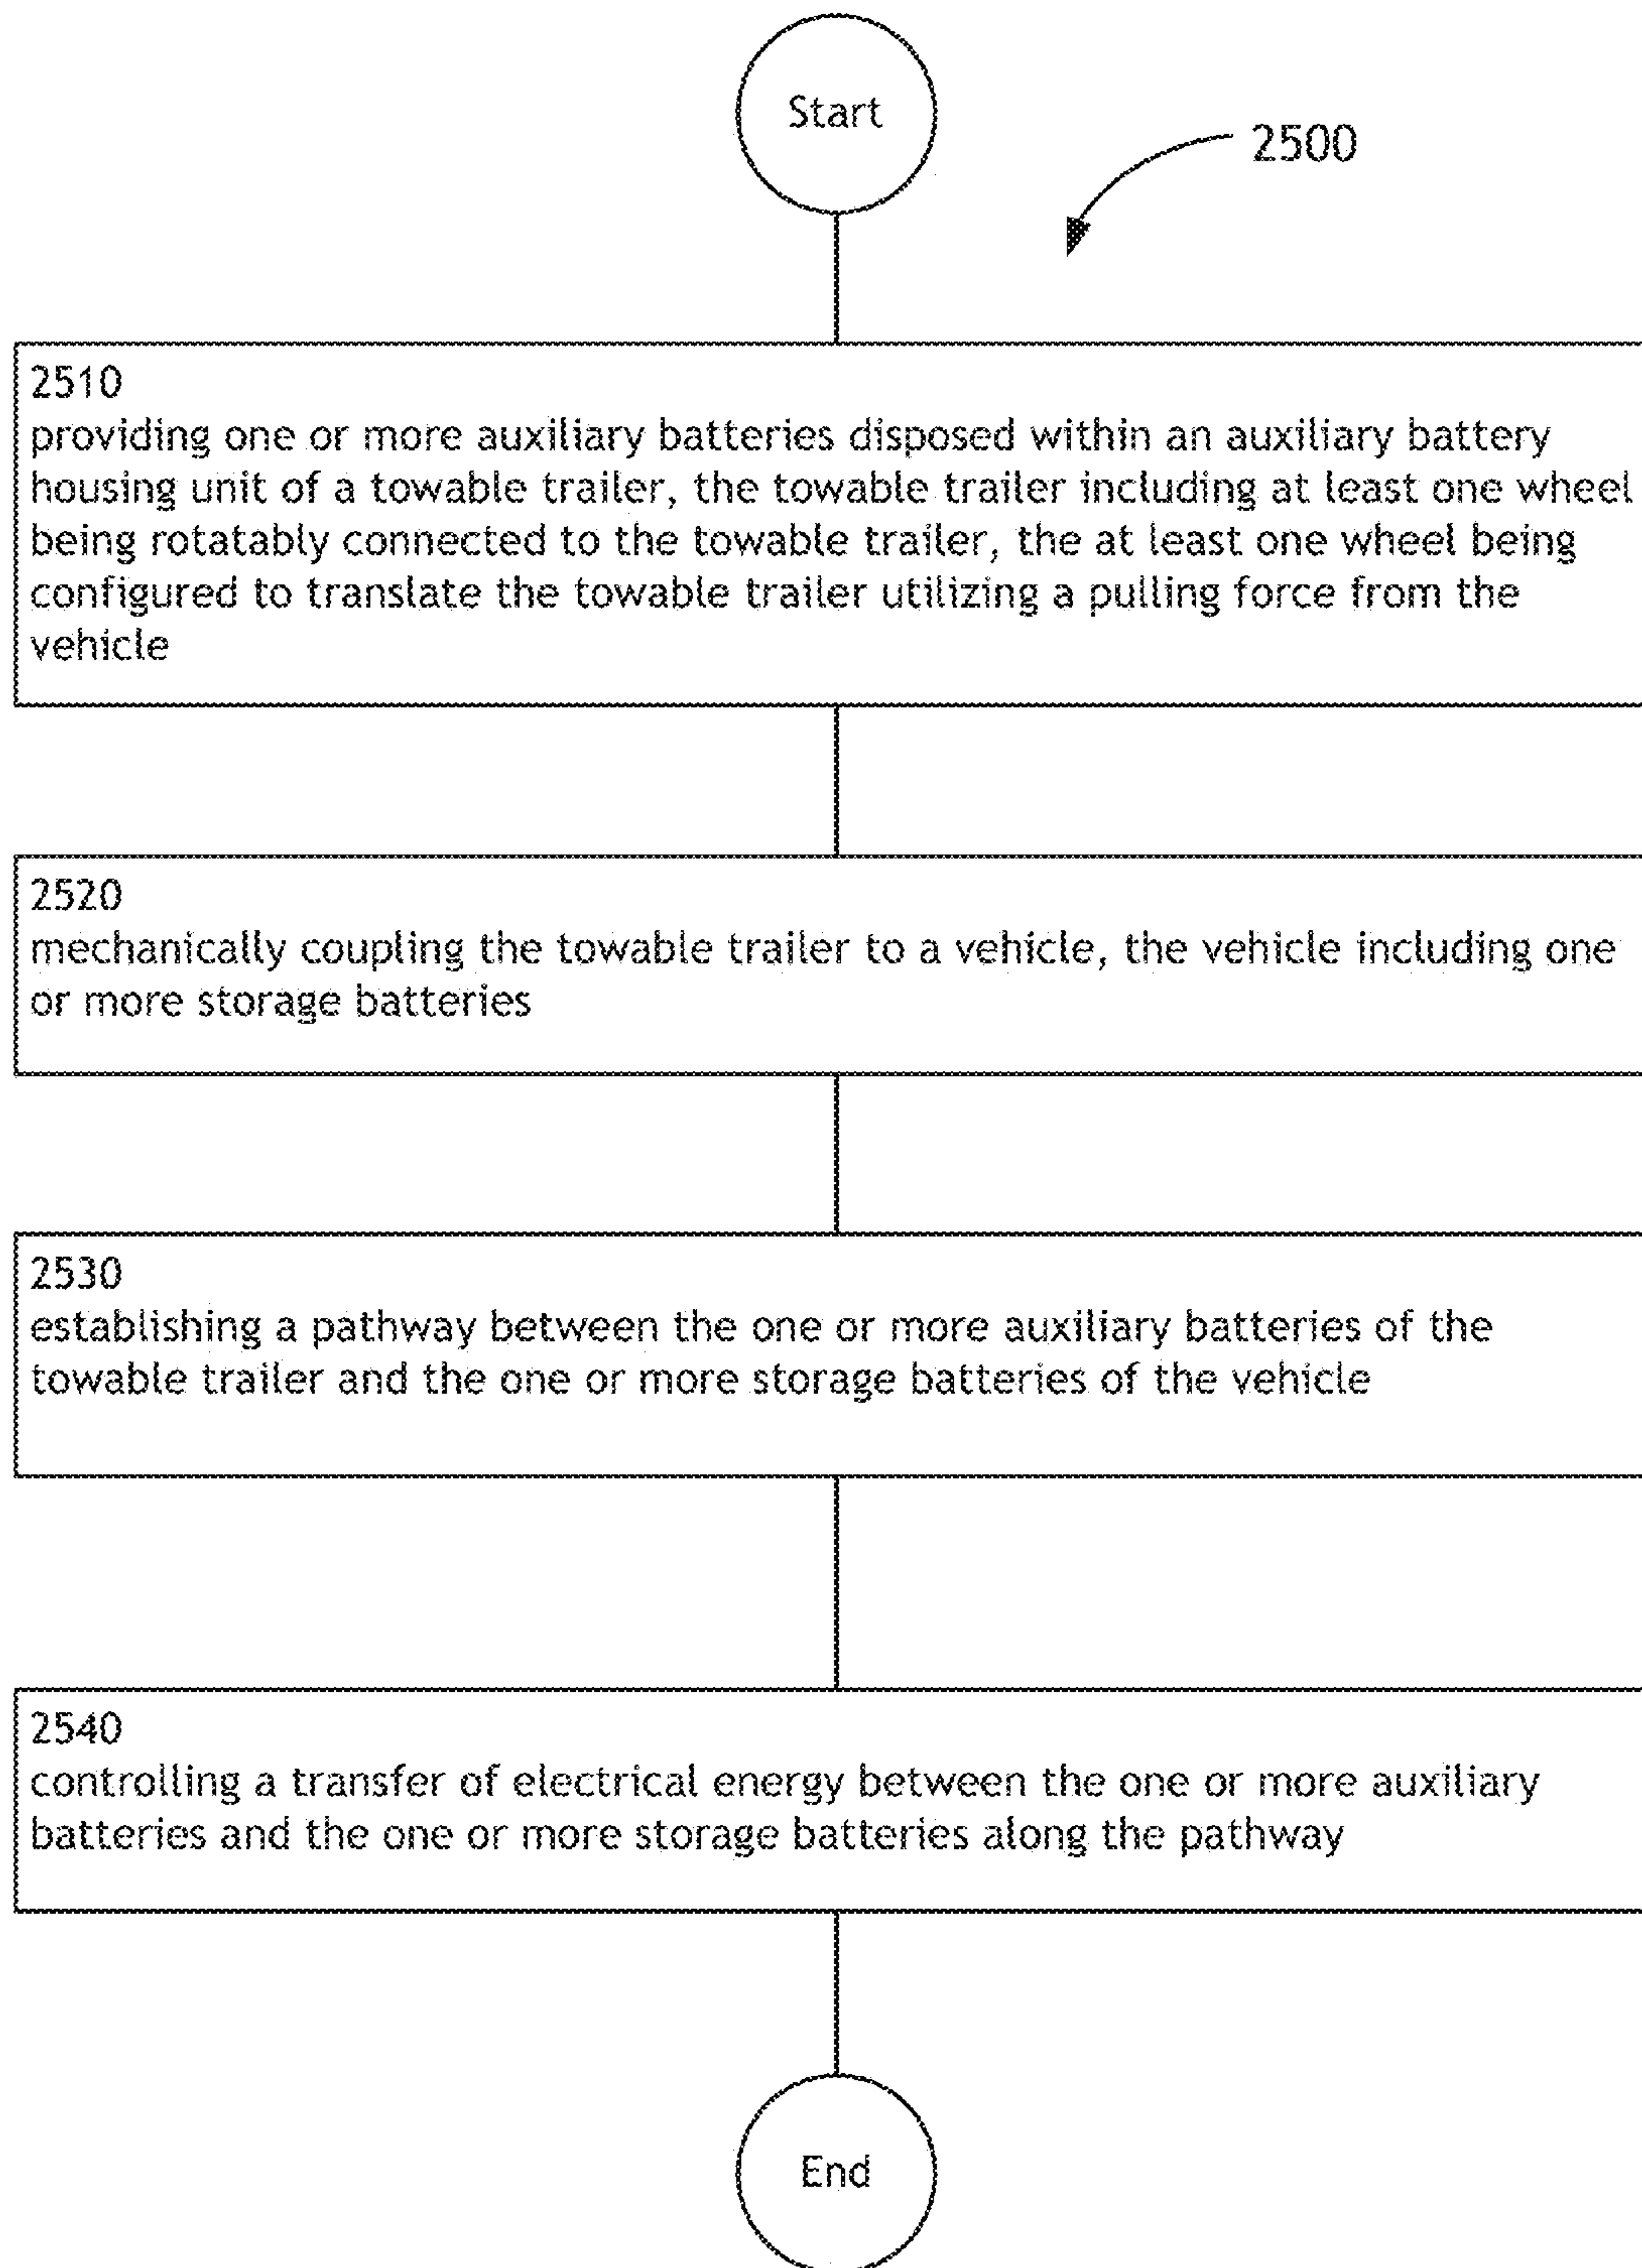 Start
2500
2510
providing one or more auxiliary batteries disposed within an auxiliary battery
housing unit of a towable trailer, the towable trailer including at least one wheel
being rotatably connected to the towable trailer, the at least one wheel being
configured to translate the towable trailer utilizing a pulling force from the
vehicle
2520
mechanically coupling the towable trailer to a vehicle, the vehicle including one
or more storage batteries
2530
establishing a pathway between the one or more auxiliary batteries of the
towable trailer and the one or more storage batteries of the vehicle
2540
controlling a transfer of electrical energy between the one or more auxiliary
batteries and the one or more storage batteries along the pathway
End